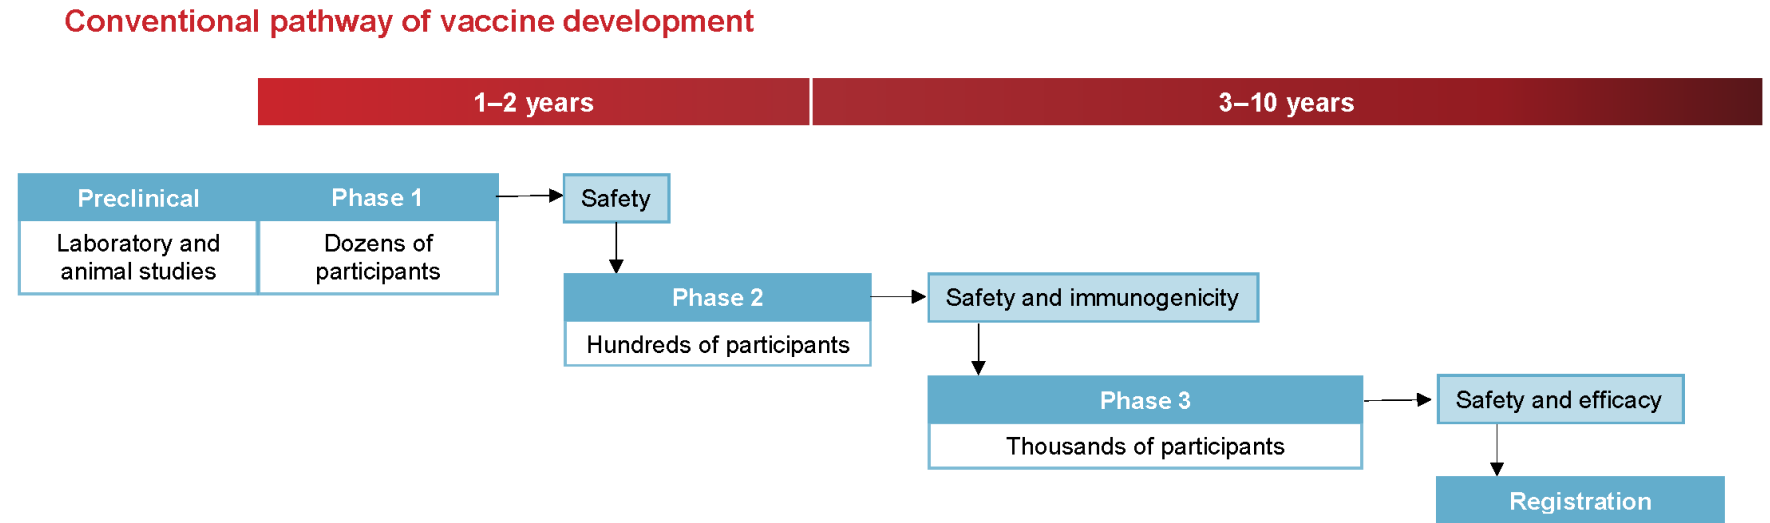 Conventional pathway of vaccine development
1–2 years
3–10 years
Preclinical
Phase 1
Safety
Laboratory and
animal studies
Dozens of
participants
Phase 2
Safety and immunogenicity
Hundreds of participants
Phase 3
Safety and efficacy
Thousands of participants
Registration